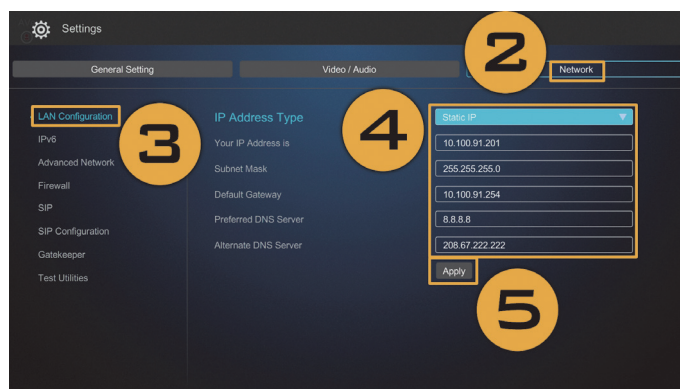 Settings
2
General Setting
Video / Audio
Network
LAN Configuration
IPv6
Advanced Network
Firewall
SIP
SIP Configuration
Gatekeeper
Test Utilities
3
IP Address Type
Static IP
Your IP Address is
10.100.91.201
Subnet Mask
255.255.255.0
Default Gateway
10.100.91.254
Preferred DNS Server
8.8.8.8
Alternate DNS Server
208.67.222.222
4
Apply
5